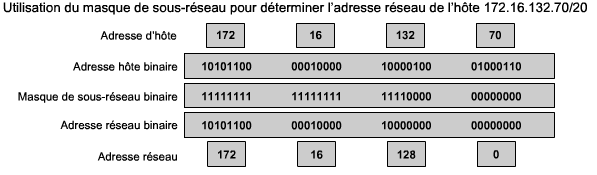 Utilisation du masque de sous-réseau pour déterminer l'adresse réseau de l'hôte 172.16.132.70/20
Adresse d'hôte 172 16 132 70
Adresse hôte binaire 10101100 00010000 10000100 01000110
Masque de sous-réseau binaire 11111111 11111111 11110000 00000000
Adresse réseau binaire 10101100 00010000 10000000 00000000
Adresse réseau 172 16 128 0